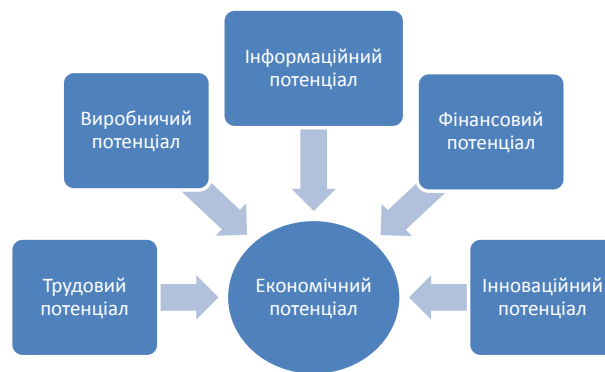 Інформаційний
потенціал
Виробничий
потенціал
Фінансовий
потенціал
Трудовий
потенціал
Економічний
потенціал
Інноваційний
потенціал